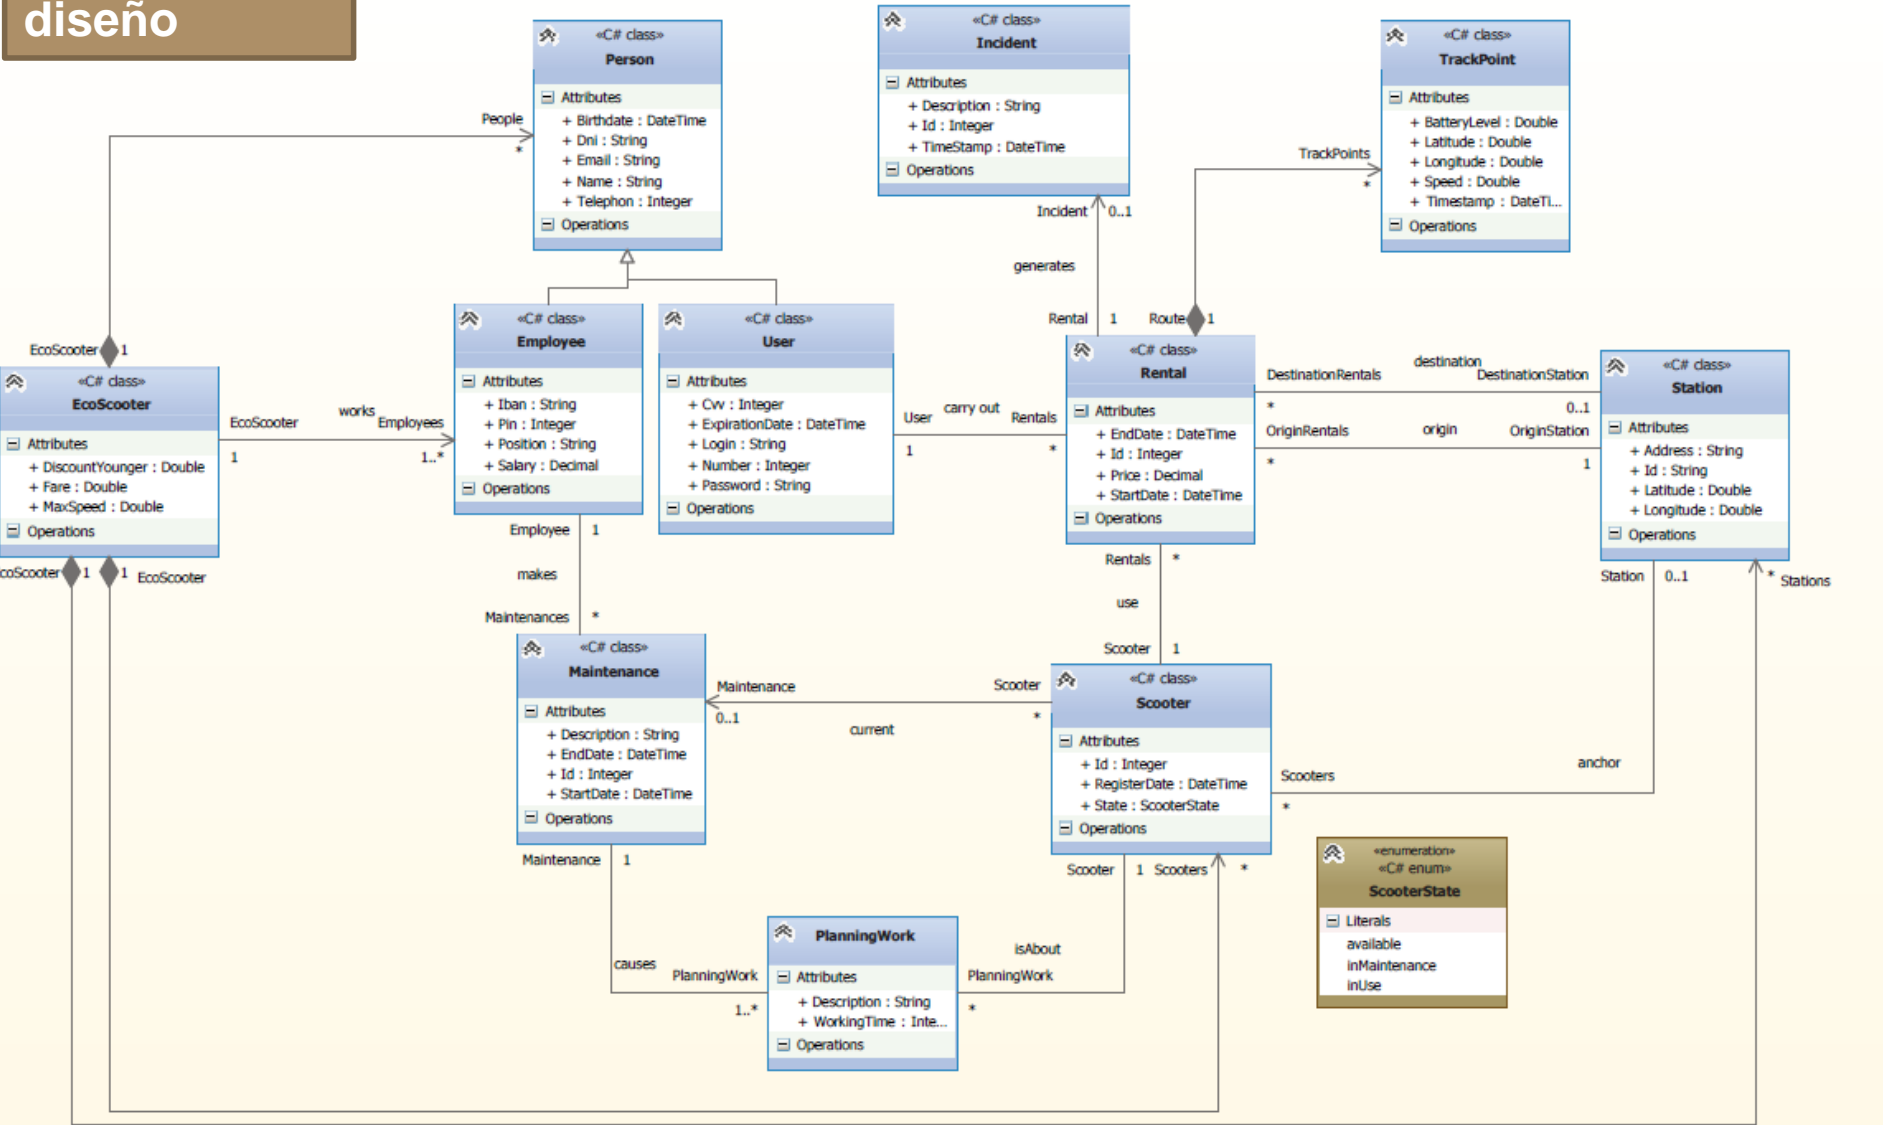 diseño
«C# class»
Person
Attributes
+ Birthdate : DateTime
+ Dni : String
+ Email : String
+ Name : String
+ Telephon : Integer
Operations
«C# class»
Incident
Attributes
+ Description : String
+ Id : Integer
+ TimeStamp : DateTime
Operations
«C# class»
TrackPoint
Attributes
+ BatteryLevel : Double
+ Latitude : Double
+ Longitude : Double
+ Speed : Double
+ Timestamp : DateTi...
Operations
People
*
TrackPoints
*
Incident 0..1
generates
Rental 1
Route 1
EcoScooter 1
«C# class»
EcoScooter
Attributes
+ DiscountYounger : Double
+ Fare : Double
+ MaxSpeed : Double
Operations
EcoScooter works Employees
1 1..*
«C# class»
Employee
Attributes
+ Iban : String
+ Pin : Integer
+ Position : String
+ Salary : Decimal
Operations
«C# class»
User
Attributes
+ Cvv : Integer
+ ExpirationDate : DateTime
+ Login : String
+ Number : Integer
+ Password : String
Operations
User carry out Rentals
1 *
«C# class»
Rental
Attributes
+ EndDate : DateTime
+ Id : Integer
+ Price : Decimal
+ StartDate : DateTime
Operations
destination
DestinationRentals DestinationStation
* 0..1
OriginRentals origin OriginStation
* 1
«C# class»
Station
Attributes
+ Address : String
+ Id : String
+ Latitude : Double
+ Longitude : Double
Operations
coScooter 1 1 EcoScooter
Employee 1
makes
Maintenances *
Rentals *
use
Scooter 1
Station 0..1
* Stations
«C# class»
Maintenance
Attributes
+ Description : String
+ EndDate : DateTime
+ Id : Integer
+ StartDate : DateTime
Operations
Maintenance Scooter
0..1 *
current
«C# class»
Scooter
Attributes
+ Id : Integer
+ RegisterDate : DateTime
+ State : ScooterState
Operations
anchor
Scooters
*
Maintenance 1
Scooter 1 Scooters *
causes
PlanningWork
1..*
PlanningWork
Attributes
+ Description : String
+ WorkingTime : Inte...
Operations
isAbout
PlanningWork
*
«enumeration»
«C# enum»
ScooterState
Literals
available
inMaintenance
inUse